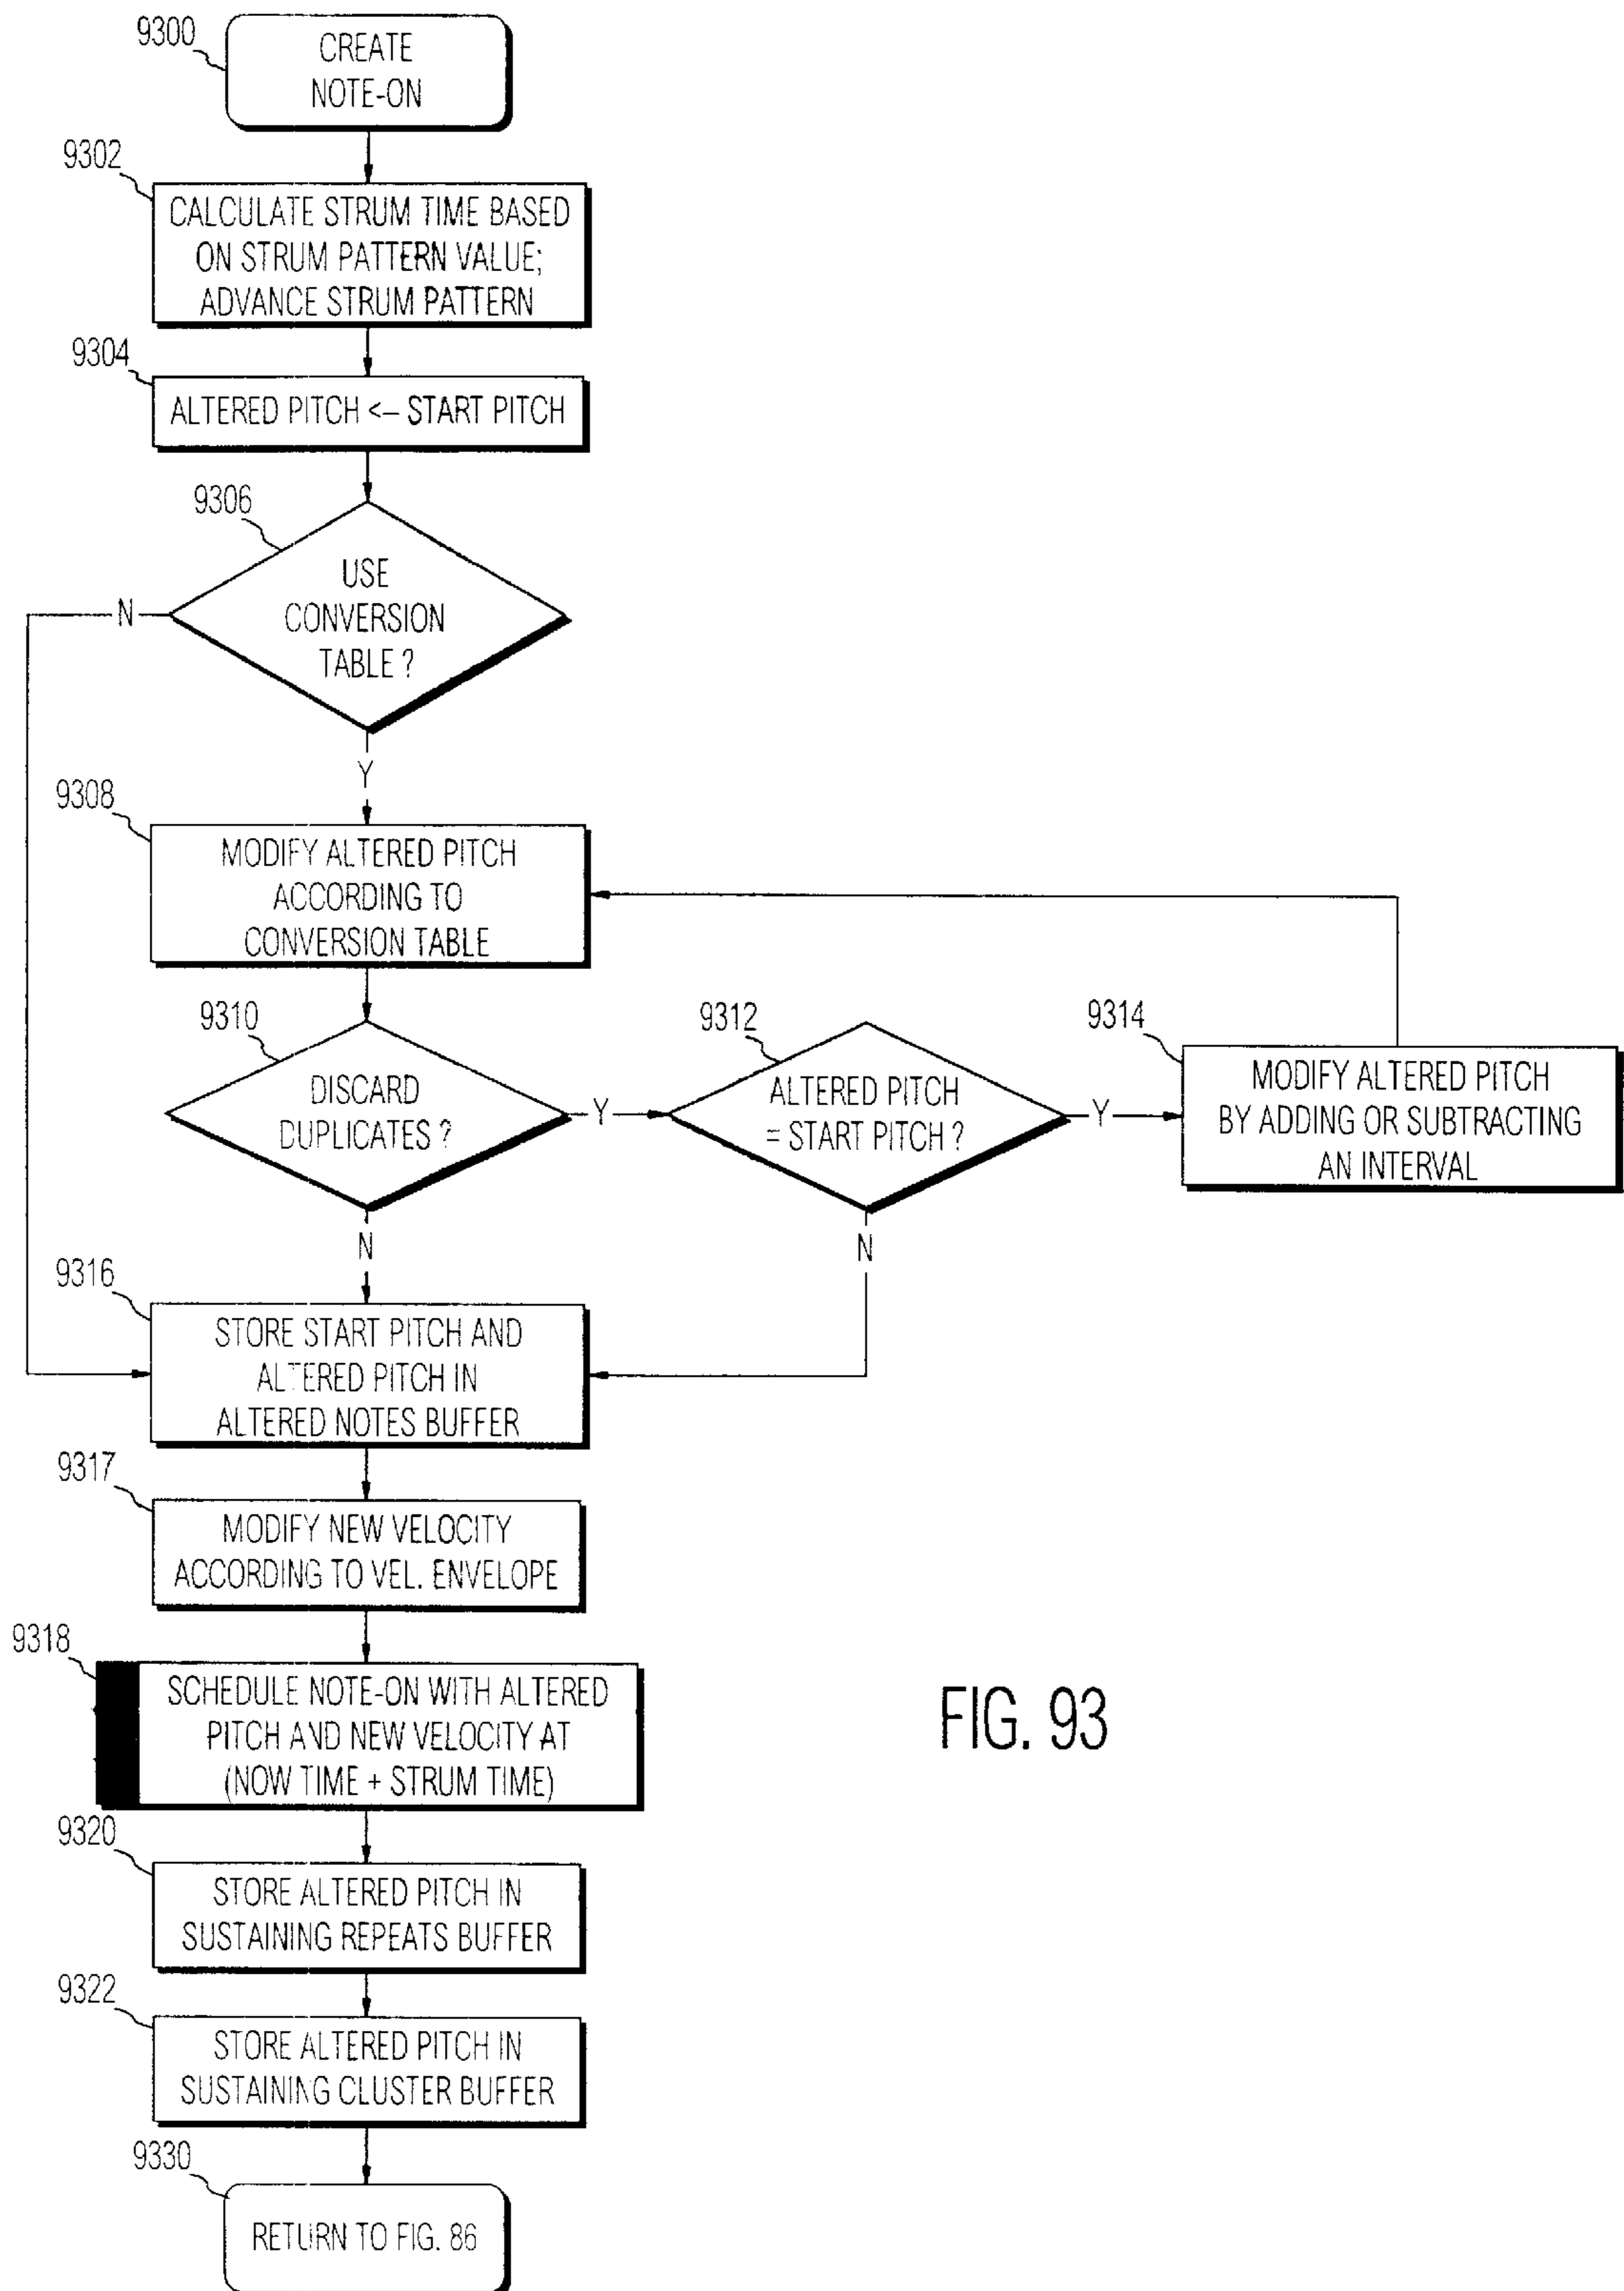 9300
CREATE
NOTE-ON
9302
CALCULATE STRUM TIME BASED
ON STRUM PATTERN VALUE;
ADVANCE STRUM PATTERN
9304
ALTERED PITCH <– START PITCH
9306
USE
CONVERSION
TABLE ?
N
Y
9308
MODIFY ALTERED PITCH
ACCORDING TO
CONVERSION TABLE
9310
DISCARD
DUPLICATES ?
Y
N
9312
ALTERED PITCH
= START PITCH ?
Y
N
9314
MODIFY ALTERED PITCH
BY ADDING OR SUBTRACTING
AN INTERVAL
9316
STORE START PITCH AND
ALTERED PITCH IN
ALTERED NOTES BUFFER
9317
MODIFY NEW VELOCITY
ACCORDING TO VEL. ENVELOPE
9318
SCHEDULE NOTE-ON WITH ALTERED
PITCH AND NEW VELOCITY AT
(NOW TIME + STRUM TIME)
FIG. 93
9320
STORE ALTERED PITCH IN
SUSTAINING REPEATS BUFFER
9322
STORE ALTERED PITCH IN
SUSTAINING CLUSTER BUFFER
9330
RETURN TO FIG. 86